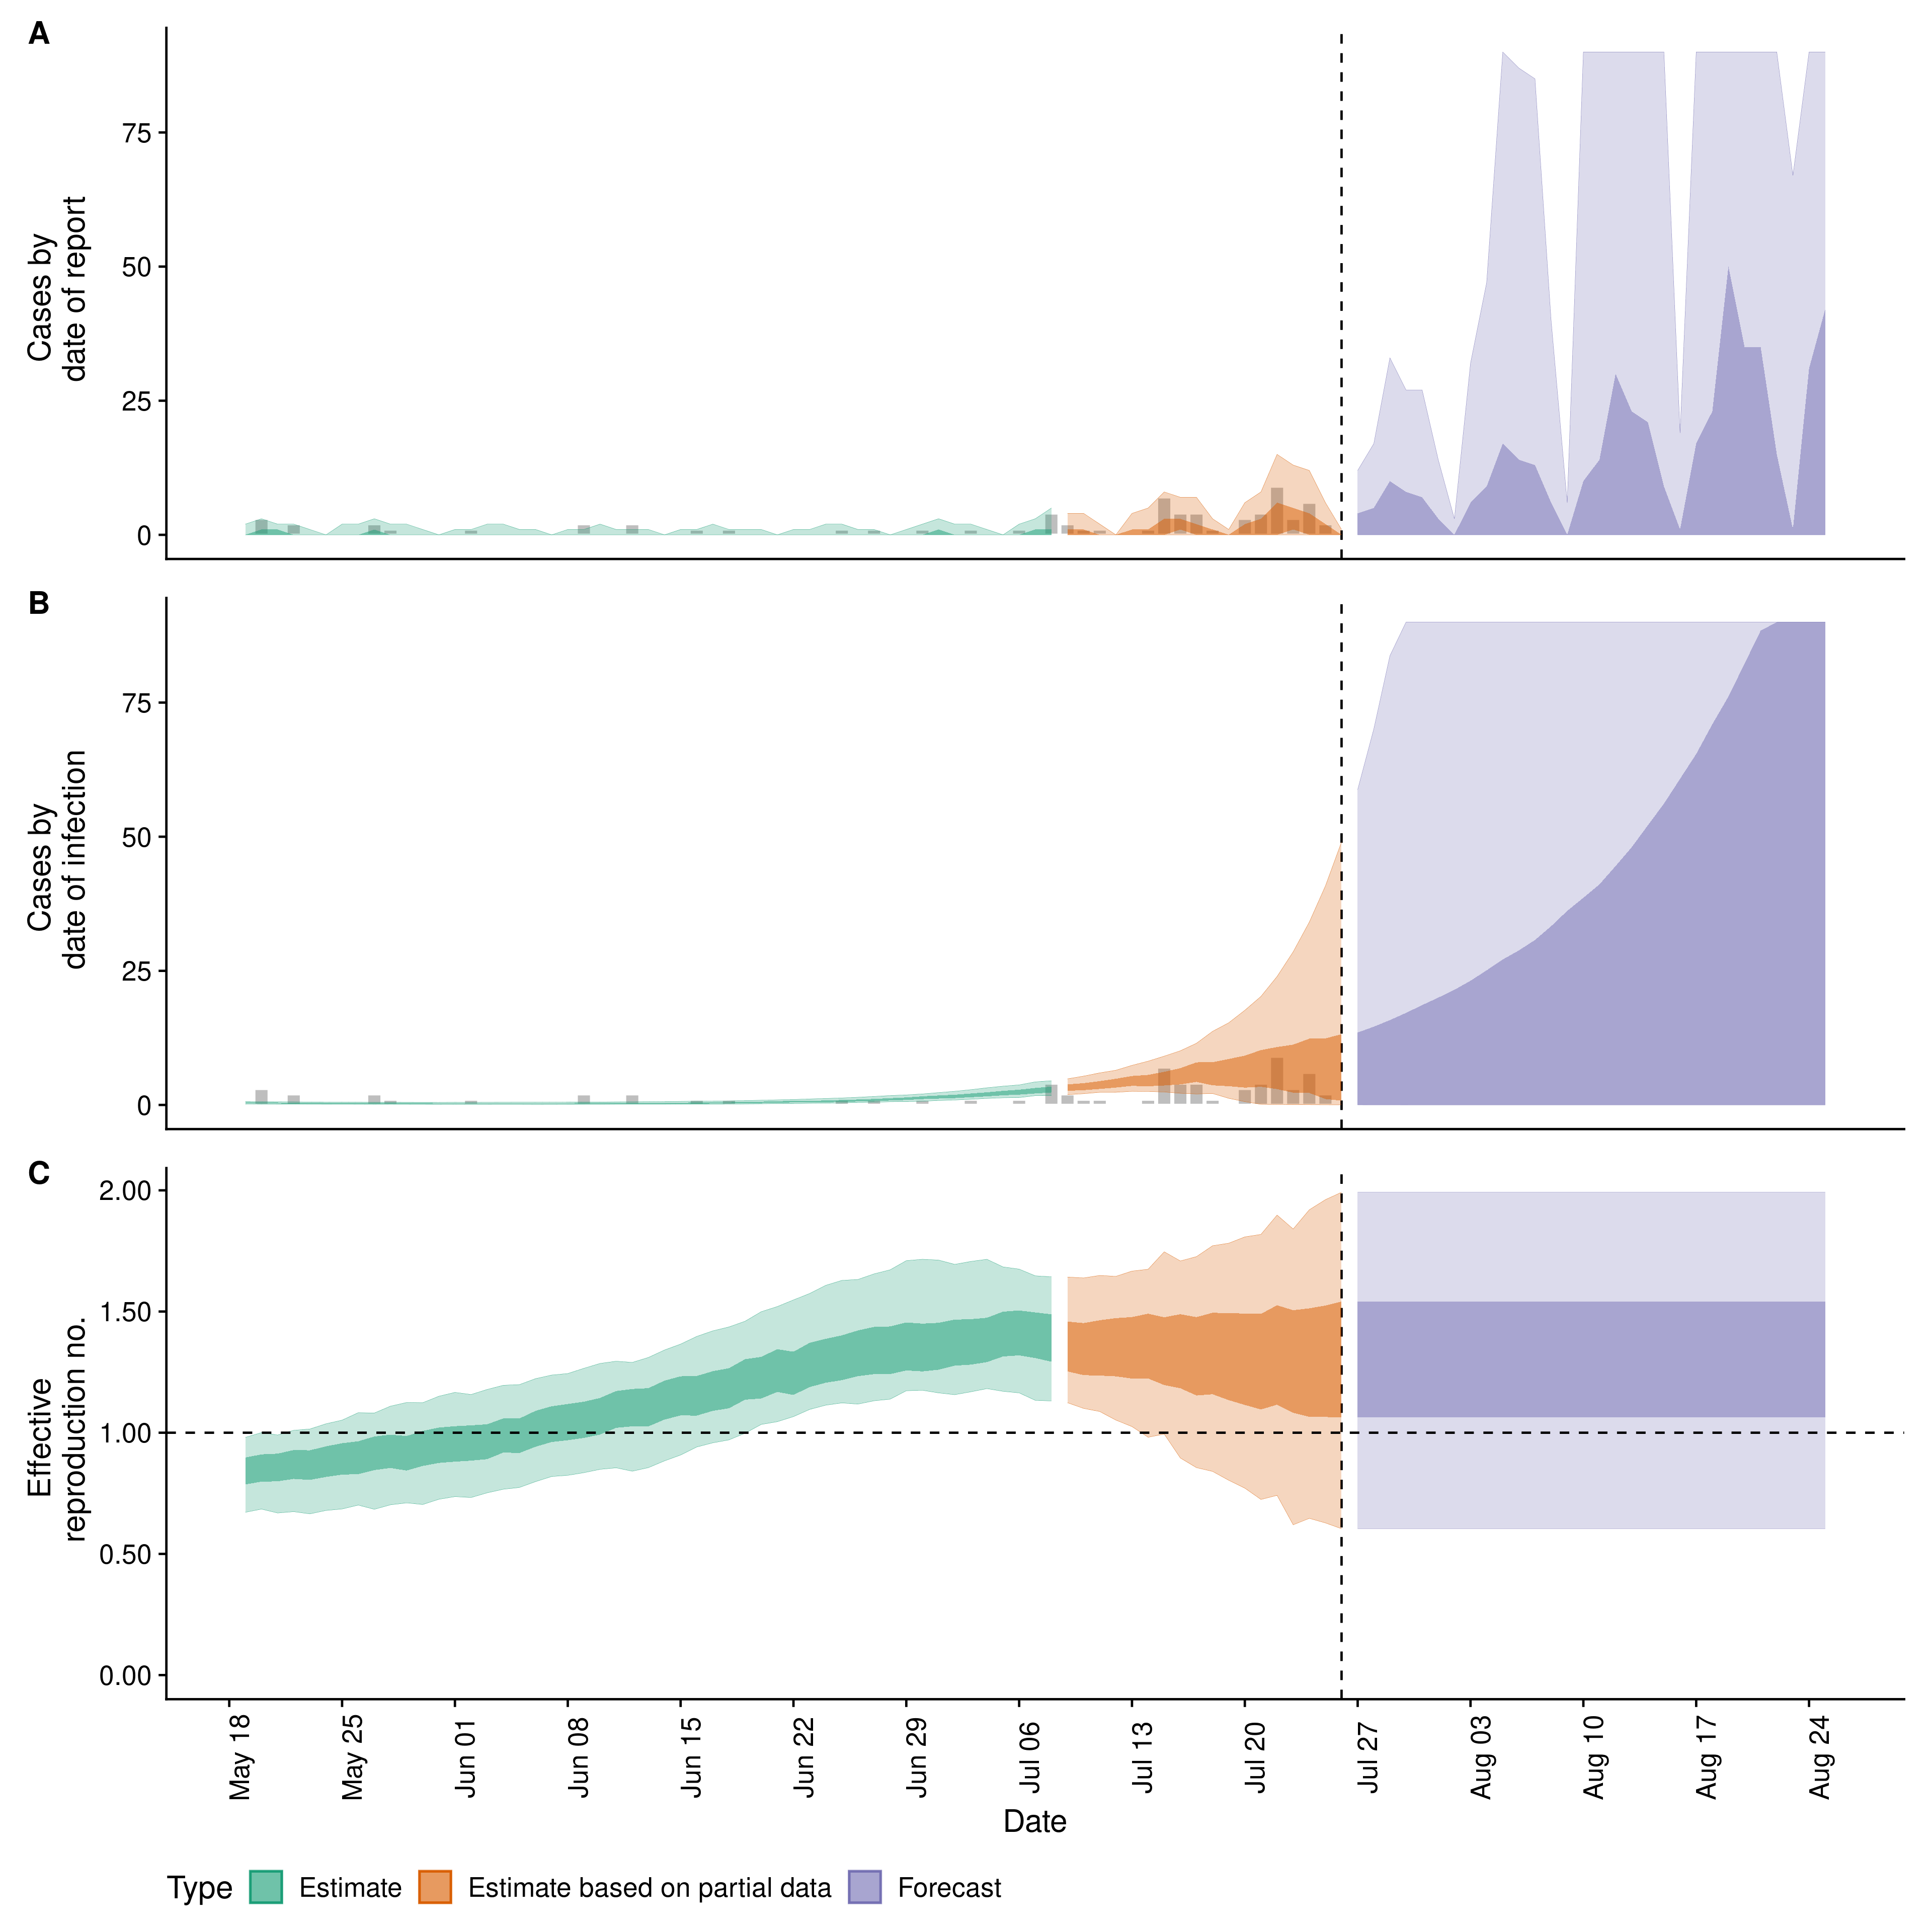 A
75
50
25
0
Cases by
date of report
B
75
50
25
0
Cases by
date of infection
C
2.00
1.50
1.00
0.50
0.00
Effective
reproduction no.
May 18
May 25
Jun 01
Jun 08
Jun 15
Jun 22
Jun 29
Jul 06
Jul 13
Jul 20
Jul 27
Aug 03
Aug 10
Aug 17
Aug 24
Date
Type Estimate Estimate based on partial data Forecast